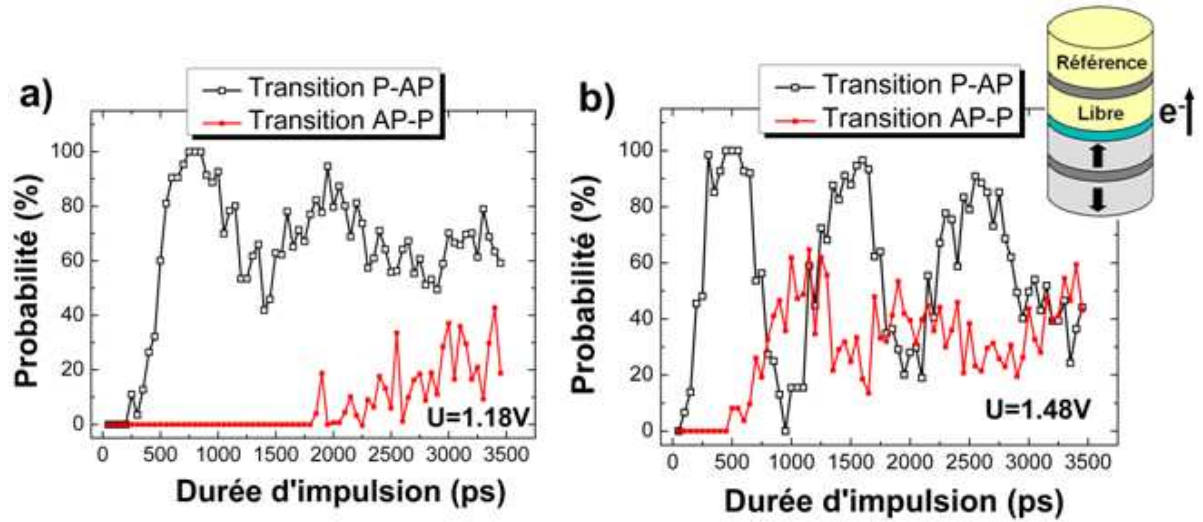 a)
Transition P-AP
Transition AP-P
Probabilité (%)
100
80
60
40
20
0
U=1.18V
0 500 1000 1500 2000 2500 3000 3500
Durée d'impulsion (ps)
b)
Transition P-AP
Transition AP-P
Probabilité (%)
100
80
60
40
20
0
U=1.48V
0 500 1000 1500 2000 2500 3000 3500
Durée d'impulsion (ps)
Référence
Libre
e-